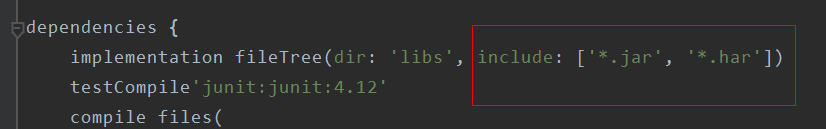 dependencies {
implementation fileTree(dir: 'libs', include: ['*.jar', '*.har'])
testCompile'junit:junit:4.12'
compile files(